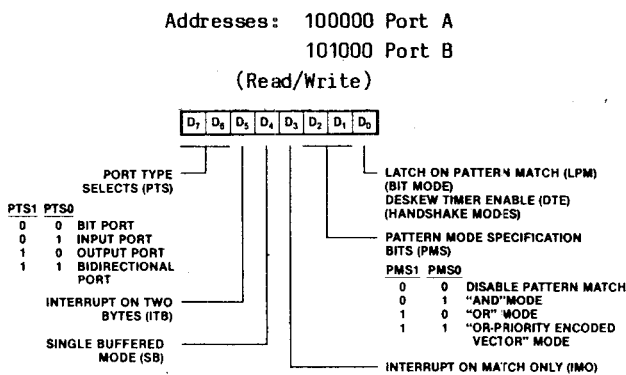 Addresses: 100000 Port A
101000 Port B
(Read/Write)
D7 D6 D5 D4 D3 D2 D1 D0
PORT TYPE
SELECTS (PTS)
PTS1 PTS0
0 0 BIT PORT
0 1 INPUT PORT
1 0 OUTPUT PORT
1 1 BIDIRECTIONAL
PORT
INTERRUPT ON TWO
BYTES (ITB)
SINGLE BUFFERED
MODE (SB)
LATCH ON PATTERN MATCH (LPM)
(BIT MODE)
DESKEW TIMER ENABLE (DTE)
(HANDSHAKE MODES)
PATTERN MODE SPECIFICATION
BITS (PMS)
PMS1 PMS0
0 0 DISABLE PATTERN MATCH
0 1 "AND" MODE
1 0 "OR" MODE
1 1 "OR-PRIORITY ENCODED
VECTOR" MODE
INTERRUPT ON MATCH ONLY (IMO)